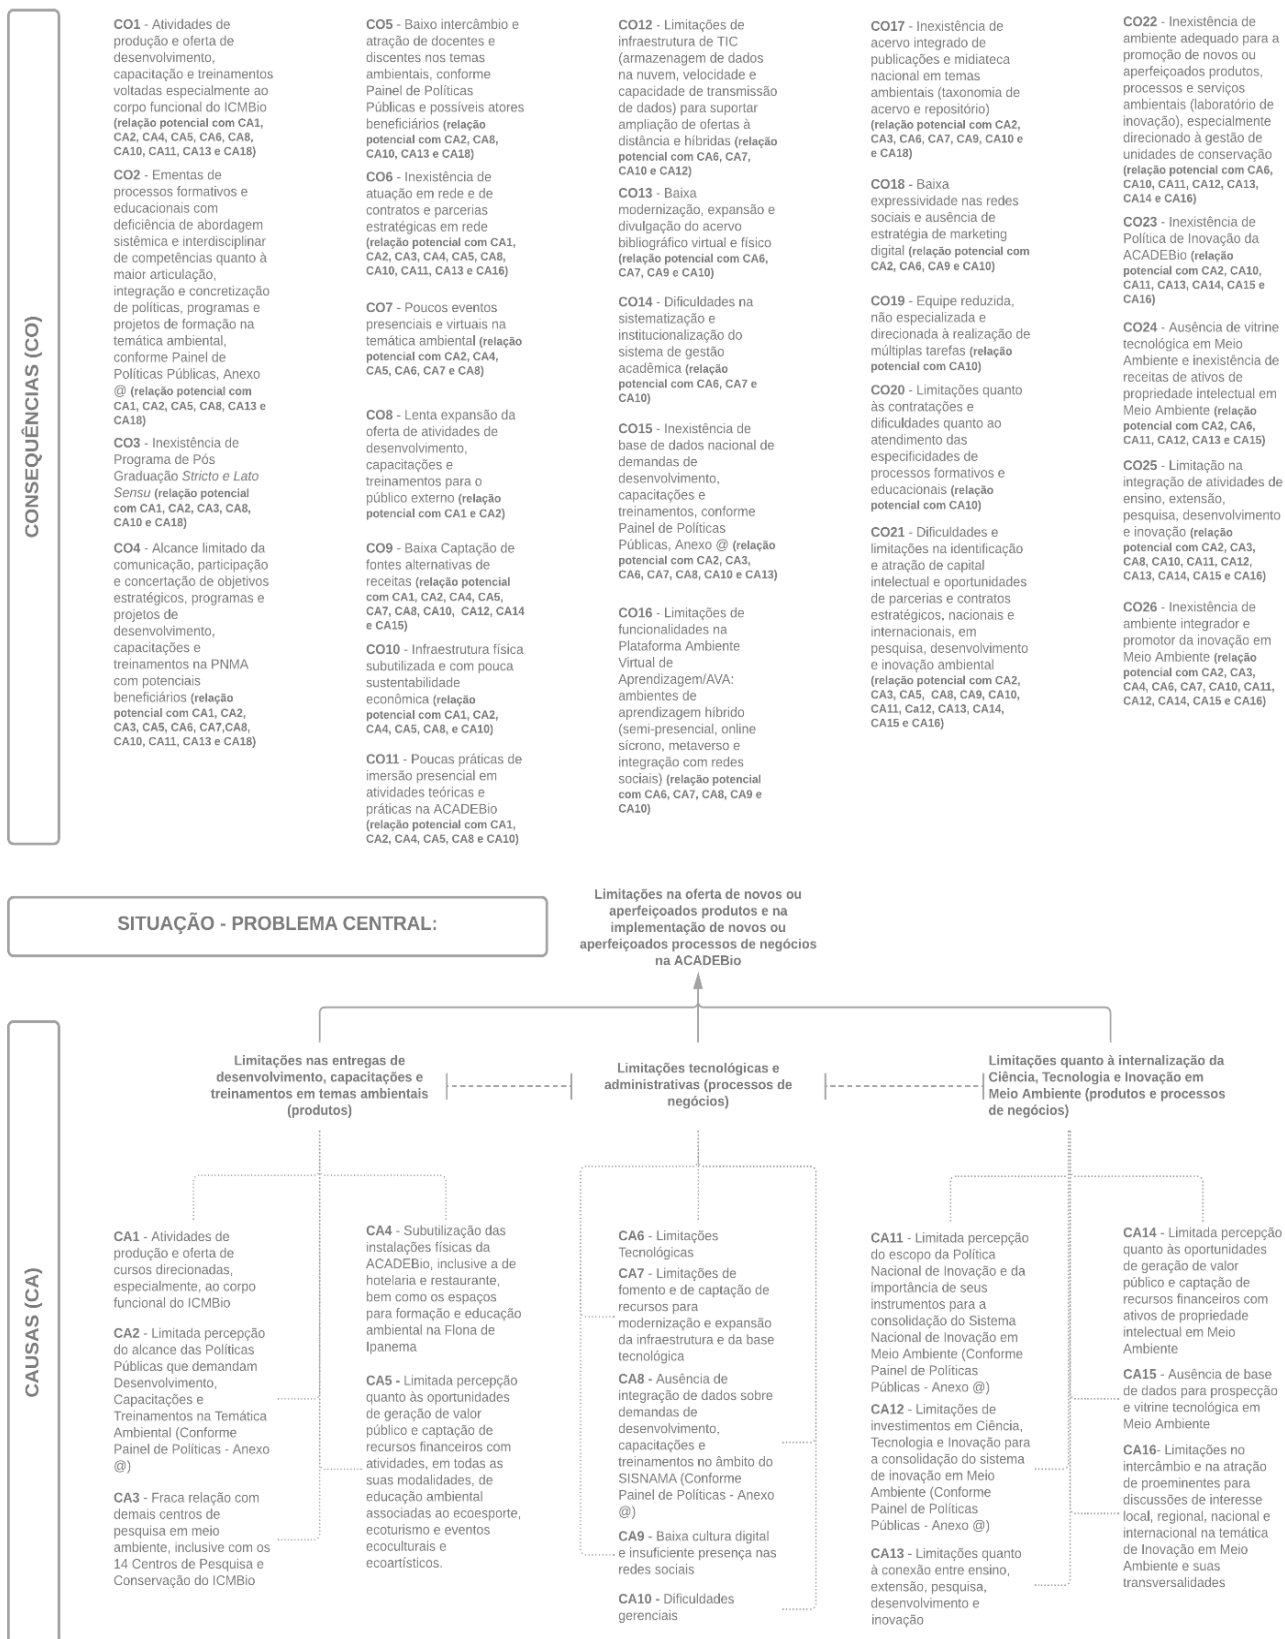 CONSEQUÊNCIAS (CO)
CO1 - Atividades de
produção e oferta de
desenvolvimento,
capacitação e treinamentos
voltadas especialmente ao
corpo funcional do ICMBio
(relação potencial com CA1,
CA2, CA4, CA5, CA6, CA8,
CA10, CA11, CA13 e CA18)
CO2 - Ementas de
processos formativos e
educacionais com
deficiência de abordagem
sistêmica e interdisciplinar
de competências quanto à
maior articulação,
integração e concretização
de políticas, programas e
projetos de formação na
temática ambiental,
conforme Painel de
Políticas Públicas, Anexo
@ (relação potencial com
CA1, CA2, CA5, CA8, CA13 e
CA18)
CO3 - Inexistência de
Programa de Pós
Graduação Stricto e Lato
Sensu (relação potencial
com CA1, CA2, CA3, CA8,
CA10 e CA18)
CO4 - Alcance limitado da
comunicação, participação
e concertação de objetivos
estratégicos, programas e
projetos de
desenvolvimento,
capacitações e
treinamentos na PNMA
com potenciais
beneficiários (relação
potencial com CA1, CA2,
CA3, CA5, CA6, CA7,CA8,
CA10, CA11, CA13 e CA18)
CO5 - Baixo intercâmbio e
atração de docentes e
discentes nos temas
ambientais, conforme
Painel de Políticas
Públicas e possíveis atores
beneficiários (relação
potencial com CA2, CA8,
CA10, CA13 e CA18)
CO6 - Inexistência de
atuação em rede e de
contratos e parcerias
estratégicas em rede
(relação potencial com CA1,
CA2, CA3, CA4, CA5, CA8,
CA10, CA11, CA13 e CA16)
CO7 - Poucos eventos
presenciais e virtuais na
temática ambiental (relação
potencial com CA2, CA4,
CA5, CA6, CA7 e CA8)
CO8 - Lenta expansão da
oferta de atividades de
desenvolvimento,
capacitações e
treinamentos para o
público externo (relação
potencial com CA1 e CA2)
CO9 - Baixa Captação de
fontes alternativas de
receitas (relação potencial
com CA1, CA2, CA4, CA5,
CA7, CA8, CA10, CA12, CA14
e CA15)
CO10 - Infraestrutura física
subutilizada e com pouca
sustentabilidade
econômica (relação
potencial com CA1, CA2,
CA4, CA5, CA8, e CA10)
CO11 - Poucas práticas de
imersão presencial em
atividades teóricas e
práticas na ACADEBio
(relação potencial com CA1,
CA2, CA4, CA5, CA8 e CA10)
CO12 - Limitações de
infraestrutura de TIC
(armazenagem de dados
na nuvem, velocidade e
capacidade de transmissão
de dados) para suportar
ampliação de ofertas à
distância e híbridas (relação
potencial com CA6, CA7,
CA10 e CA12)
CO13 - Baixa
modernização, expansão e
divulgação do acervo
bibliográfico virtual e físico
(relação potencial com CA6,
CA7, CA9 e CA10)
CO14 - Dificuldades na
sistematização e
institucionalização do
sistema de gestão
acadêmica (relação
potencial com CA6, CA7 e
CA10)
CO15 - Inexistência de
base de dados nacional de
demandas de
desenvolvimento,
capacitações e
treinamentos, conforme
Painel de Políticas
Públicas, Anexo @ (relação
potencial com CA2, CA3,
CA6, CA7, CA8, CA10 e CA13)
CO16 - Limitações de
funcionalidades na
Plataforma Ambiente
Virtual de
Aprendizagem/AVA:
ambientes de
aprendizagem híbrido
(semi-presencial, online
sícrono, metaverso e
integração com redes
sociais) (relação potencial
com CA6, CA7, CA8, CA9 e
CA10)
CO17 - Inexistência de
acervo integrado de
publicações e midiateca
nacional em temas
ambientais (taxonomia de
acervo e repositório)
(relação potencial com CA2,
CA3, CA6, CA7, CA9, CA10 e
e CA18)
CO18 - Baixa
expressividade nas redes
sociais e ausência de
estratégia de marketing
digital (relação potencial com
CA2, CA6, CA9 e CA10)
CO19 - Equipe reduzida,
não especializada e
direcionada à realização de
múltiplas tarefas (relação
potencial com CA10)
CO20 - Limitações quanto
às contratações e
dificuldades quanto ao
atendimento das
especificidades de
processos formativos e
educacionais (relação
potencial com CA10)
CO21 - Dificuldades e
limitações na identificação
e atração de capital
intelectual e oportunidades
de parcerias e contratos
estratégicos, nacionais e
internacionais, em
pesquisa, desenvolvimento
e inovação ambiental
(relação potencial com CA2,
CA3, CA5, CA8, CA9, CA10,
CA11, Ca12, CA13, CA14,
CA15 e CA16)
CO22 - Inexistência de
ambiente adequado para a
promoção de novos ou
aperfeiçoados produtos,
processos e serviços
ambientais (laboratório de
inovação), especialmente
direcionado à gestão de
unidades de conservação
(relação potencial com CA6,
CA10, CA11, CA12, CA13,
CA14 e CA16)
CO23 - Inexistência de
Política de Inovação da
ACADEBio (relação
potencial com CA2, CA10,
CA11, CA13, CA14, CA15 e
CA16)
CO24 - Ausência de vitrine
tecnológica em Meio
Ambiente e inexistência de
receitas de ativos de
propriedade intelectual em
Meio Ambiente (relação
potencial com CA2, CA6,
CA11, CA12, CA13 e CA15)
CO25 - Limitação na
integração de atividades de
ensino, extensão,
pesquisa, desenvolvimento
e inovação (relação
potencial com CA2, CA3,
CA8, CA10, CA11, CA12,
CA13, CA14, CA15 e CA16)
CO26 - Inexistência de
ambiente integrador e
promotor da inovação em
Meio Ambiente (relação
potencial com CA2, CA3,
CA4, CA6, CA7, CA10, CA11,
CA12, CA14, CA15 e CA16)
SITUAÇÃO - PROBLEMA CENTRAL:
Limitações na oferta de novos ou
aperfeiçoados produtos e na
implementação de novos ou
aperfeiçoados processos de negócios
na ACADEBio
CAUSAS (CA)
Limitações nas entregas de
desenvolvimento, capacitações e
treinamentos em temas ambientais
(produtos)
Limitações tecnológicas e
administrativas (processos de
negócios)
Limitações quanto à internalização da
Ciência, Tecnologia e Inovação em
Meio Ambiente (produtos e processos
de negócios)
CA1 - Atividades de
produção e oferta de
cursos direcionadas,
especialmente, ao corpo
funcional do ICMBio
CA2 - Limitada percepção
do alcance das Políticas
Públicas que demandam
Desenvolvimento,
Capacitações e
Treinamentos na Temática
Ambiental (Conforme
Painel de Políticas - Anexo
@)
CA3 - Fraca relação com
demais centros de
pesquisa em meio
ambiente, inclusive com os
14 Centros de Pesquisa e
Conservação do ICMBio
CA4 - Subutilização das
instalações físicas da
ACADEBio, inclusive a de
hotelaria e restaurante,
bem como os espaços
para formação e educação
ambiental na Flona de
Ipanema
CA5 - Limitada percepção
quanto às oportunidades
de geração de valor
público e captação de
recursos financeiros com
atividades, em todas as
suas modalidades, de
educação ambiental
associadas ao ecoesporte,
ecoturismo e eventos
ecoculturais e
ecoartísticos.
CA6 - Limitações
Tecnológicas
CA7 - Limitações de
fomento e de captação de
recursos para
modernização e expansão
da infraestrutura e da base
tecnológica
CA8 - Ausência de
integração de dados sobre
demandas de
desenvolvimento,
capacitações e
treinamentos no âmbito do
SISNAMA (Conforme
Painel de Políticas - Anexo
@)
CA9 - Baixa cultura digital
e insuficiente presença nas
redes sociais
CA10 - Dificuldades
gerenciais
CA11 - Limitada percepção
do escopo da Política
Nacional de Inovação e da
importância de seus
instrumentos para a
consolidação do Sistema
Nacional de Inovação em
Meio Ambiente (Conforme
Painel de Políticas
Públicas - Anexo @)
CA12 - Limitações de
investimentos em Ciência,
Tecnologia e Inovação para
a consolidação do sistema
de inovação em Meio
Ambiente (Conforme
Painel de Políticas
Públicas - Anexo @)
CA13 - Limitações quanto
à conexão entre ensino,
extensão, pesquisa,
desenvolvimento e
inovação
CA14 - Limitada percepção
quanto às oportunidades
de geração de valor
público e captação de
recursos financeiros com
ativos de propriedade
intelectual em Meio
Ambiente
CA15 - Ausência de base
de dados para prospecção
e vitrine tecnológica em
Meio Ambiente
CA16- Limitações no
intercâmbio e na atração
de proeminentes para
discussões de interesse
local, regional, nacional e
internacional na temática
de Inovação em Meio
Ambiente e suas
transversalidades